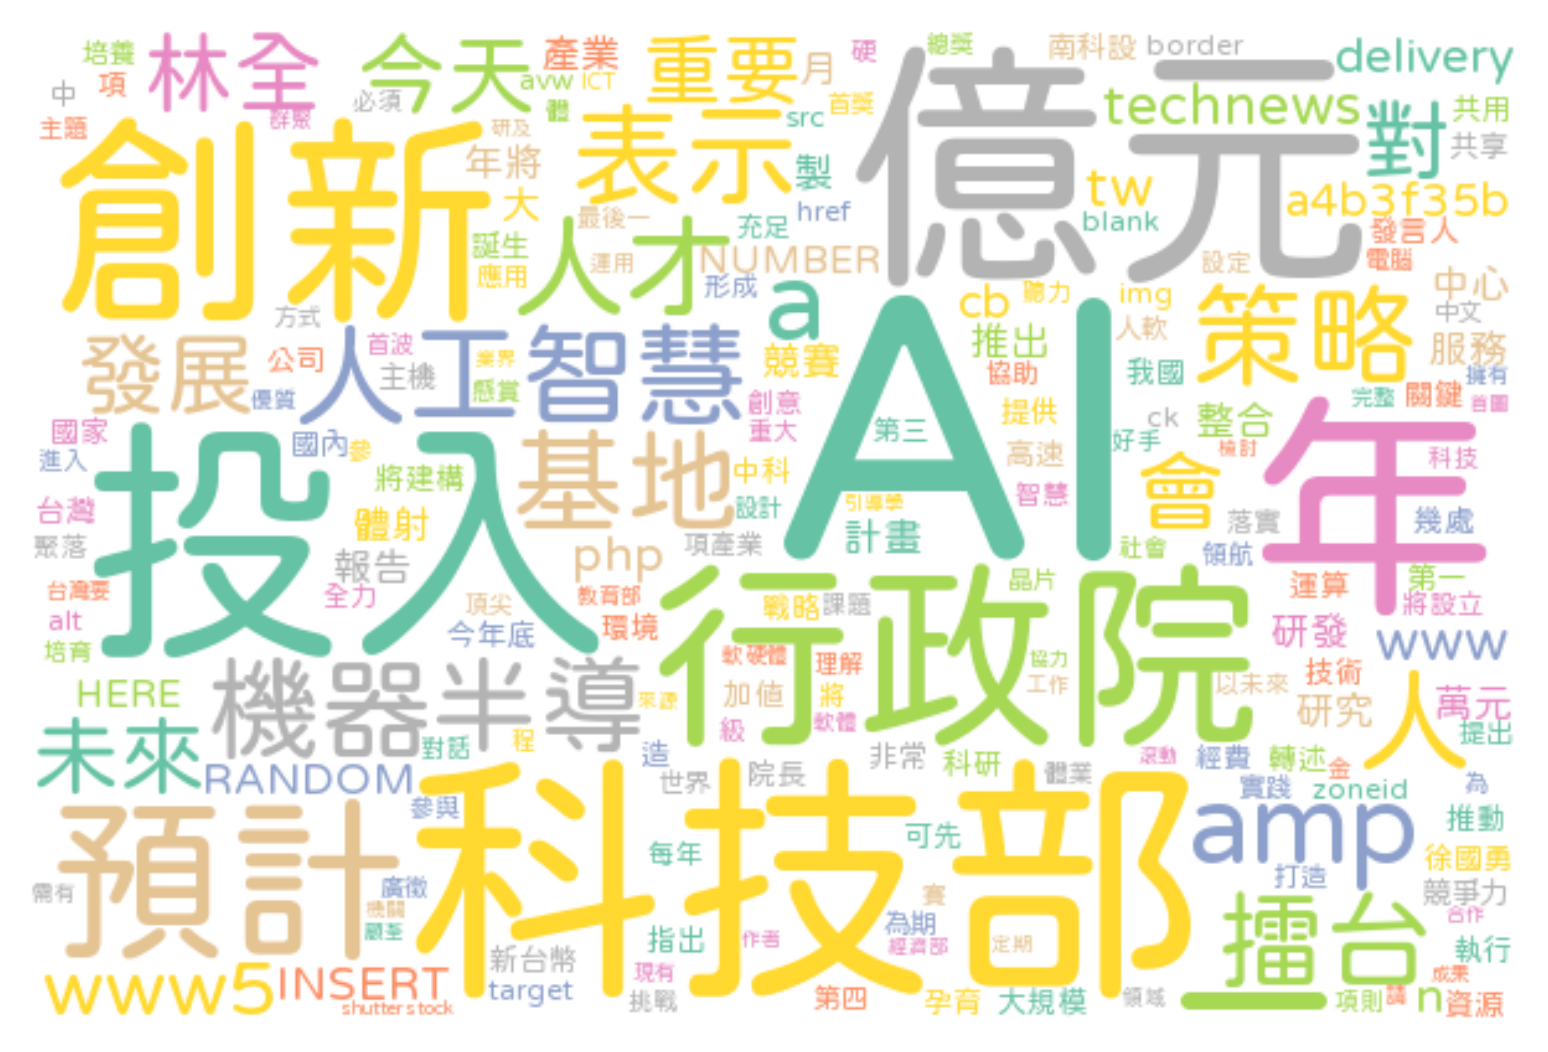 培養
林全
今天
產業
重要
月
硬
總獎
南科設
border
delivery
中
項
主題
群聚
必須
avw
ICT
體
首獎
億元
technews
對
共用
共享
創新
研及
年將
大
表示
src
製
tw
a4b3f35b
誕生
應用
人才
最後一
運用
充足
href
blank
發言人
電腦
NUMBER
形成
設定
中心
中文
方式
a
cb
聽力
img
策略
發展
公司
人工智慧
首波
主機
業界
懸賞
競賽
AI
推出
人軟
服務
優質
創意
重大
協助
我國
擁有
完整
關鍵
首圖
國家
進入
投入
國內
參
基地
第三
提供
ck
好手
整合
檢討
年
將建構
中科
高速
科技
台灣
聚落
體射
設計
引導學
智慧
會
落實
幾處
報告
php
項產業
計畫
社會
領航
台灣要
全力
頂尖
教育部
行政院
晶片
運算
第一
將設立
alt
培育
今年底
環境
戰略
課題
研發
www
HERE
機器半導
軟硬體
理解
協力
工作
以未來
技術
未來
來源
加值
將
研究
人
萬元
提出
RANDOM
對話
程
造
級
軟體
非常
科研
體業
滾動
經費
轉述
金
為
預計
參與
科技部
世界
院長
實踐
zoneid
amp
推動
每年
可先
徐國勇
需有
廣徵
機關
打造
競爭力
賽
擂台
合作
指出
作者
為期
經濟部
定期
執行
www5
INSERT
新台幣
target
現有
挑戰
第四
孕育
大規模
領域
項則
請
n
成果
資源
shutterstock